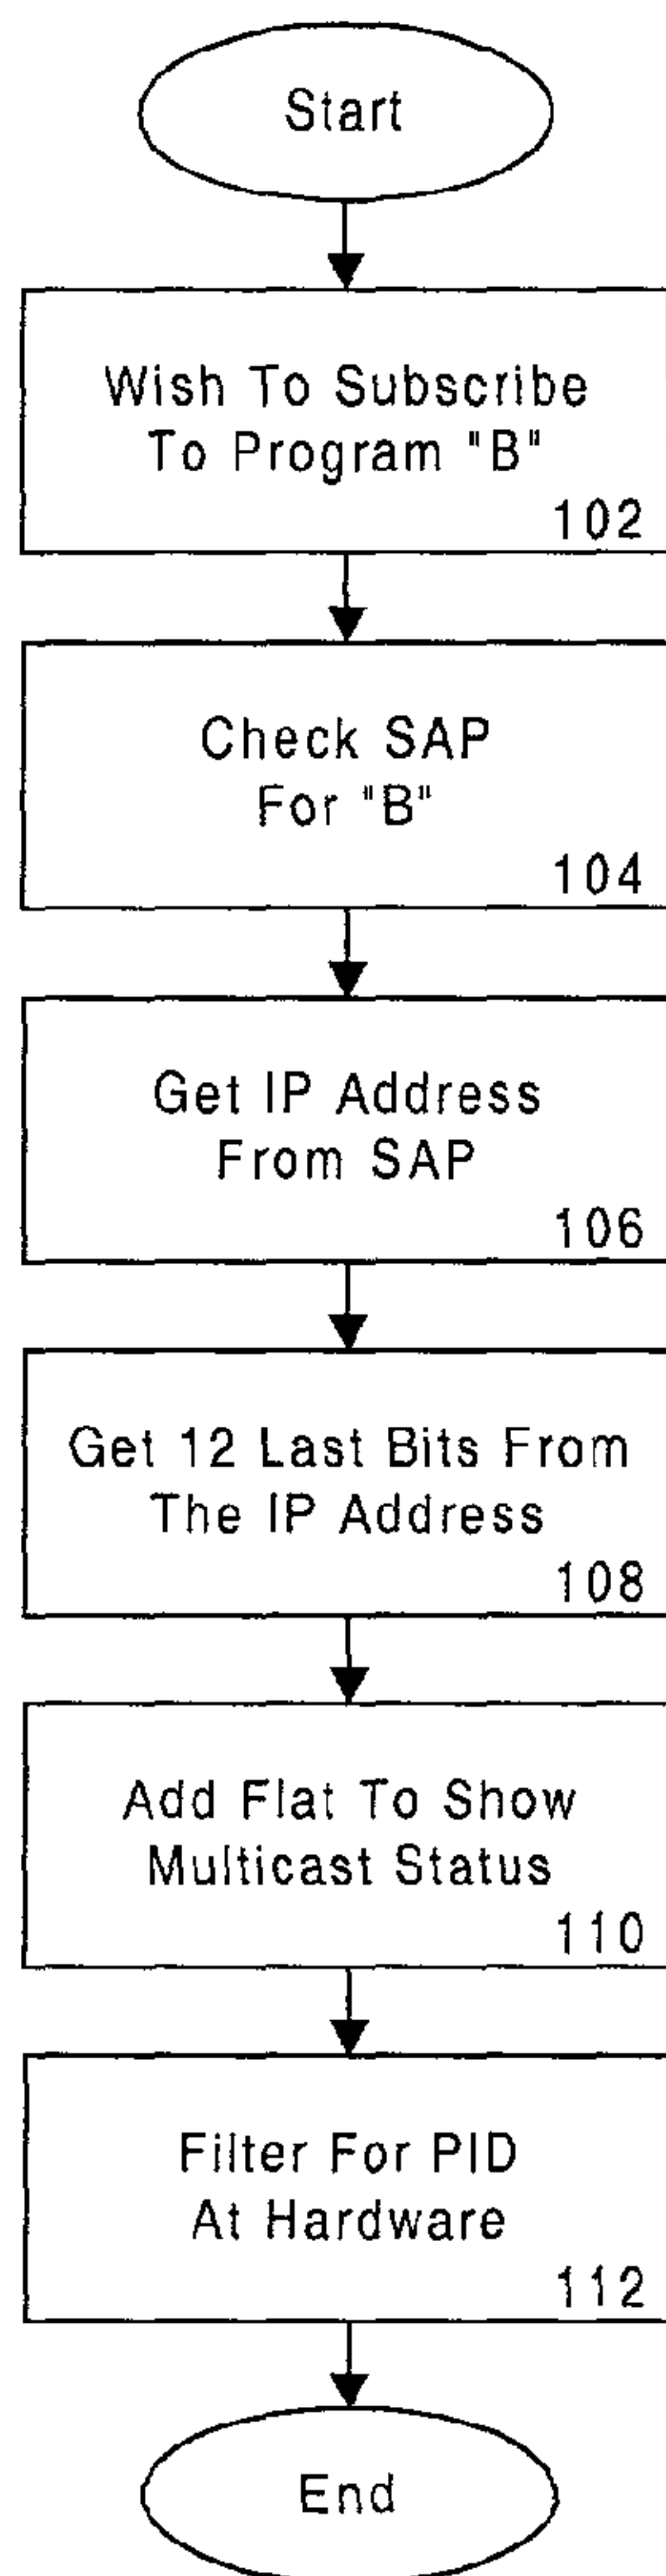 Start
Wish To Subscribe
To Program "B"
102
Check SAP
For "B"
104
Get IP Address
From SAP
106
Get 12 Last Bits From
The IP Address
108
Add Flat To Show
Multicast Status
110
Filter For PID
At Hardware
112
End